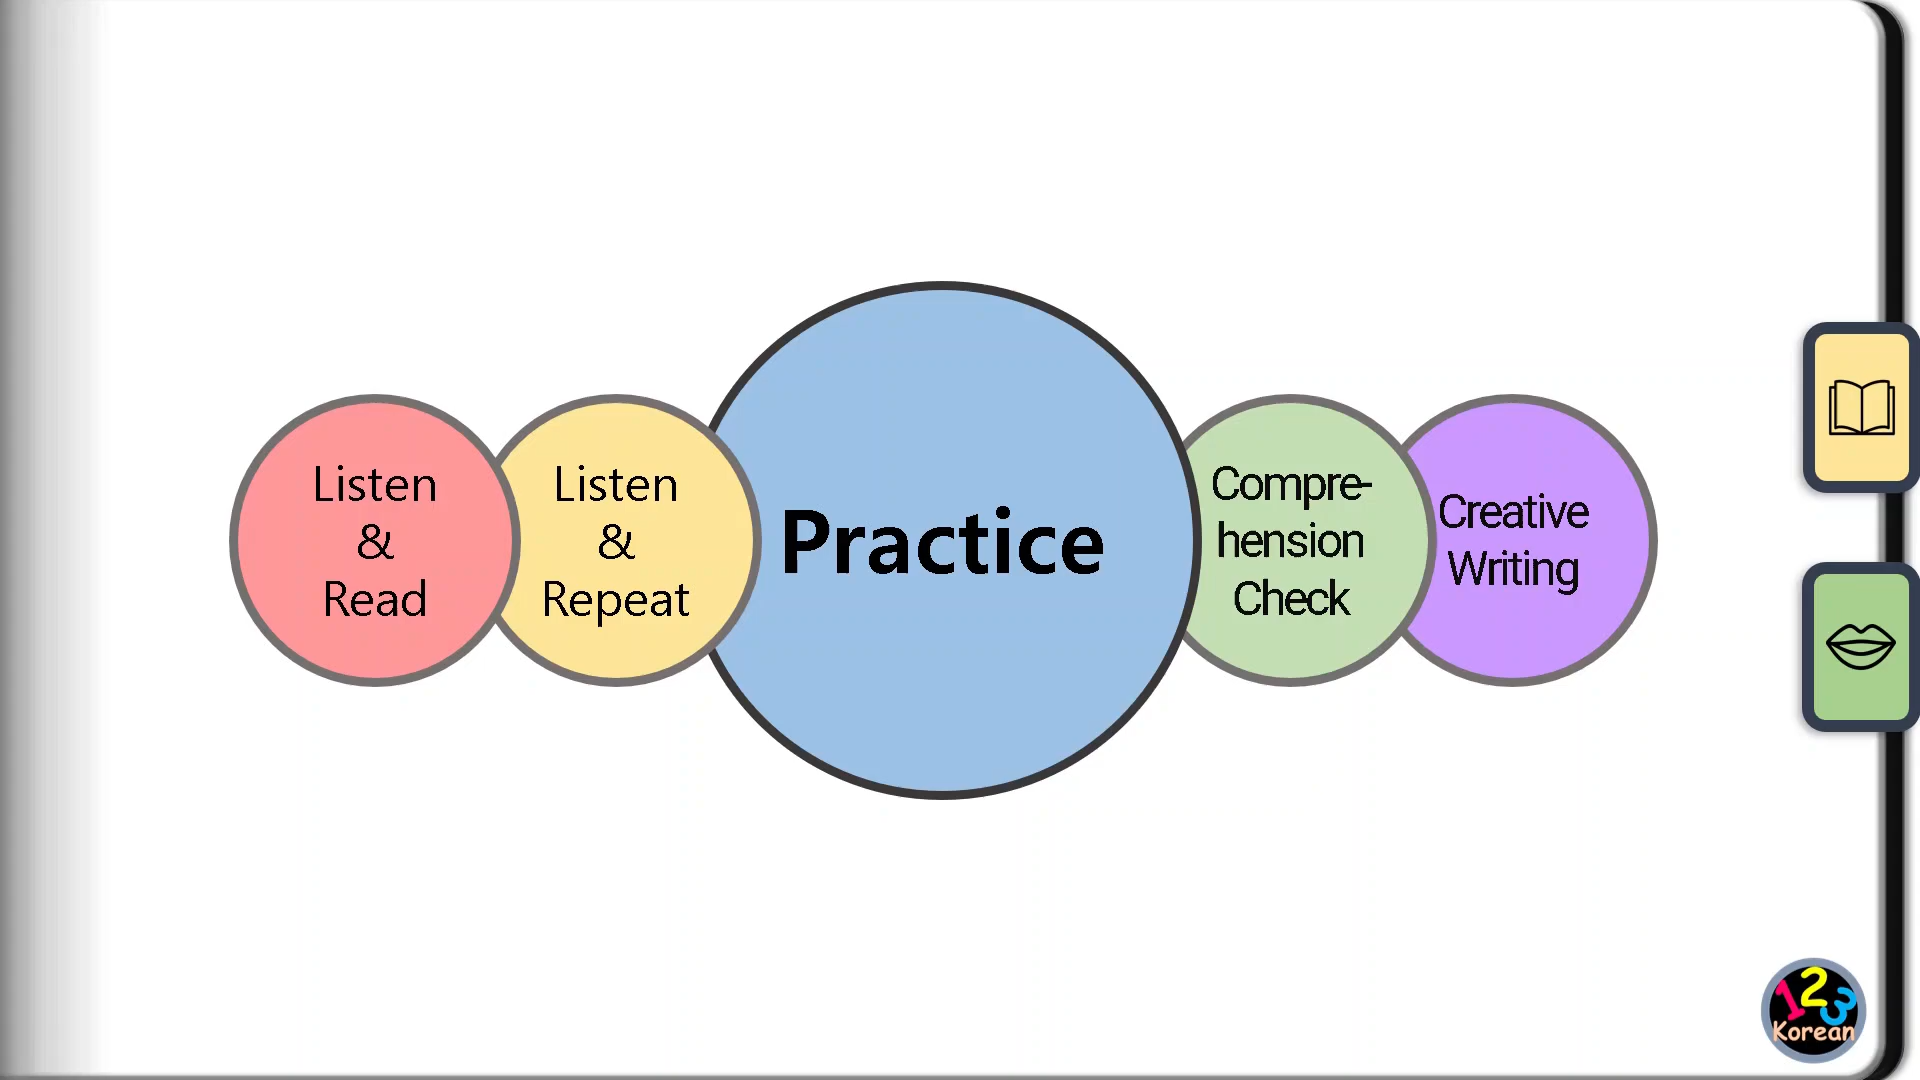 Listen
&
Read
Listen
&
Repeat
Practice
Compre-
hension
Check
Creative
Writing
123
Korean